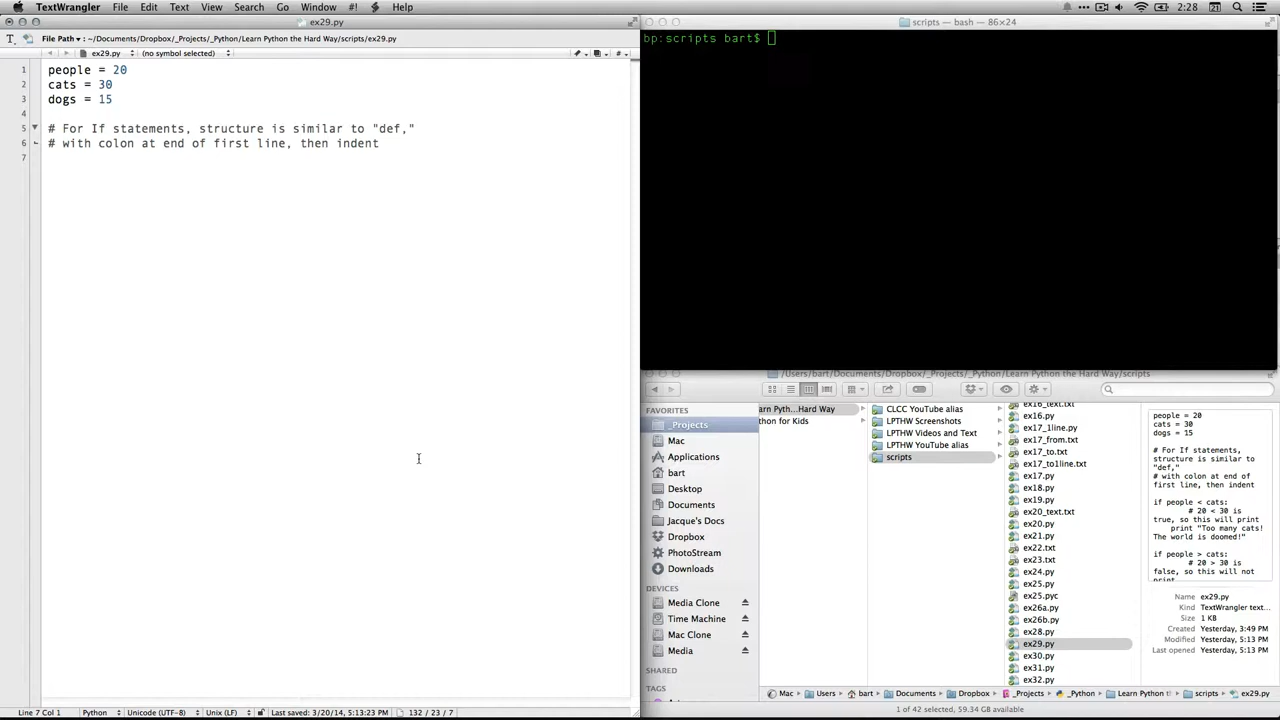 TextWrangler File Edit Text View Search Go Window #! Help 2:28 21
ex29.py
File Path ▾ : ~/Documents/Dropbox/_Projects/_Python/Learn Python the Hard Way/scripts/ex29.py
ex29.py (no symbol selected)
1 people = 20
2 cats = 30
3 dogs = 15
4
5 # For If statements, structure is similar to "def,"
6 # with colon at end of first line, then indent
7
Line 7 Col 1 Python Unicode (UTF-8) Unix (LF) Last saved: 3/20/14, 5:13:23 PM 132 / 23 / 7
scripts — bash — 86×24
bp:scripts bart$
/Users/bart/Documents/Dropbox/_Projects/_Python/Learn Python the Hard Way/scripts
FAVORITES
_Projects
Mac
Applications
bart
Desktop
Documents
Jacque's Docs
Dropbox
PhotoStream
Downloads
DEVICES
Media Clone
Time Machine
Mac Clone
Media
SHARED
TAGS
arn Pyth...Hard Way
thon for Kids
CLCC YouTube alias
LPTHW Screenshots
LPTHW Videos and Text
LPTHW YouTube alias
scripts
ex16_text.txt
ex16.py
ex17_1line.py
ex17_from.txt
ex17_to.txt
ex17_to1line.txt
ex17.py
ex18.py
ex19.py
ex20_text.txt
ex20.py
ex21.py
ex22.txt
ex23.txt
ex24.py
ex25.py
ex25.pyc
ex26a.py
ex26b.py
ex28.py
ex29.py
ex30.py
ex31.py
ex32.py
people = 20
cats = 30
dogs = 15
# For If statements,
structure is similar to
"def,"
# with colon at end of
first line, then indent
if people < cats:
# 20 < 30 is
true, so this will print
print "Too many cats!
The world is doomed!"
if people > cats:
# 20 > 30 is
false, so this will not
print
Name ex29.py
Kind TextWrangler text...
Size 1 KB
Created Yesterday, 3:49 PM
Modified Yesterday, 5:13 PM
Last opened Yesterday, 5:13 PM
Mac Users bart Documents Dropbox _Projects _Python Learn Python t scripts ex29.py
1 of 42 selected, 59.34 GB available